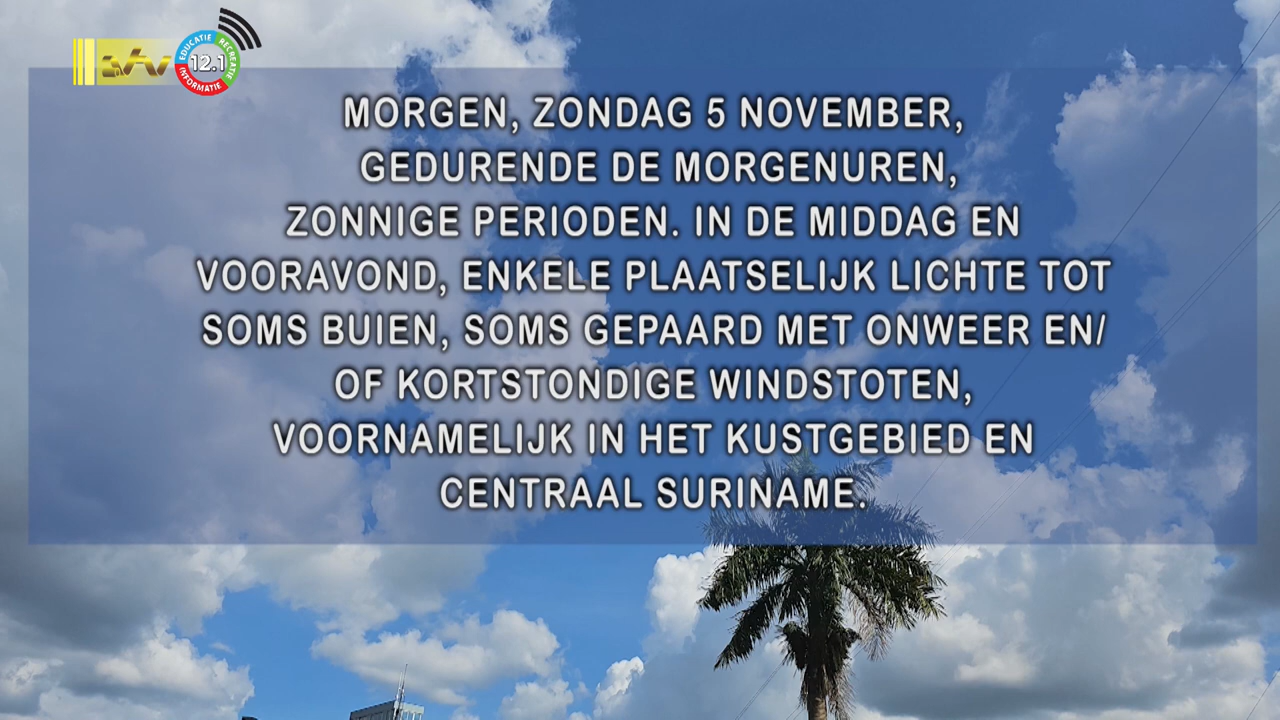 EDUCATIE RECREATIE
12.1
INFORMATIE
MORGEN, ZONDAG 5 NOVEMBER,
GEDURENDE DE MORGENUREN,
ZONNIGE PERIODEN. IN DE MIDDAG EN
VOORAVOND, ENKELE PLAATSELIJK LICHTE TOT
SOMS BUIEN, SOMS GEPAARD MET ONWEER EN/
OF KORTSTONDIGE WINDSTOTEN,
VOORNAMELIJK IN HET KUSTGEBIED EN
CENTRAAL SURINAME.